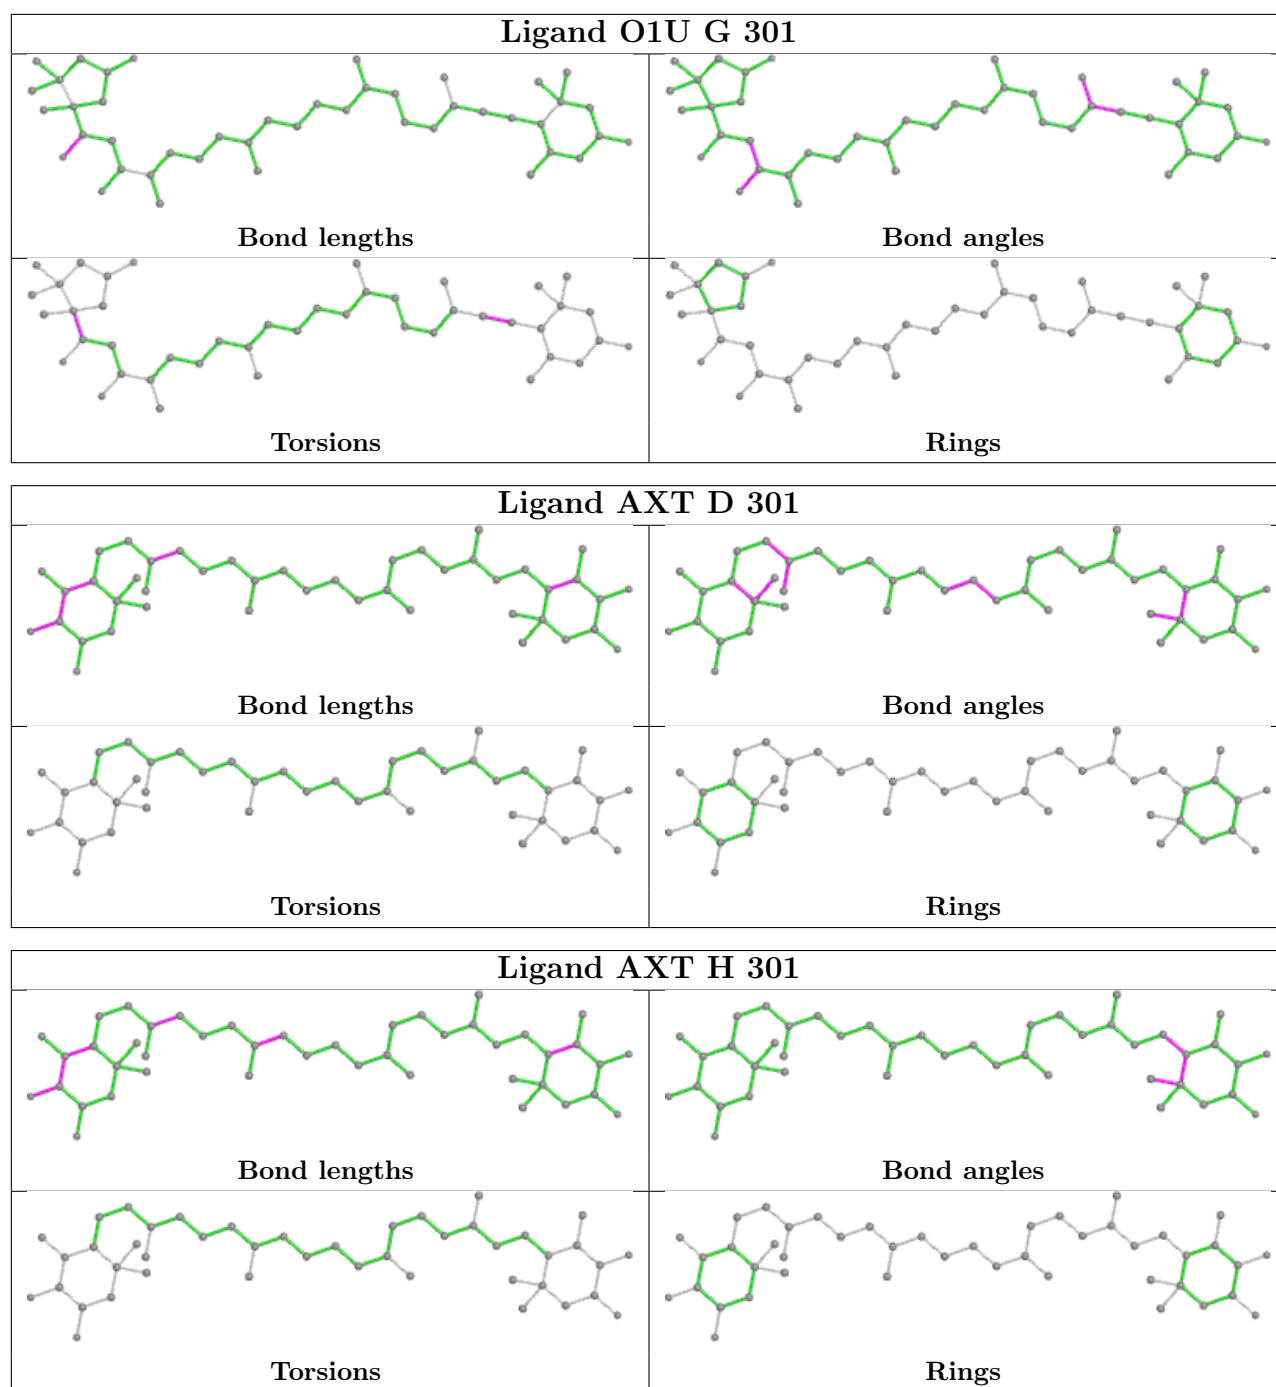 Ligand O1U G 301
Bond lengths
Bond angles
Torsions
Rings
Ligand AXT D 301
Bond lengths
Bond angles
Torsions
Rings
Ligand AXT H 301
Bond lengths
Bond angles
Torsions
Rings